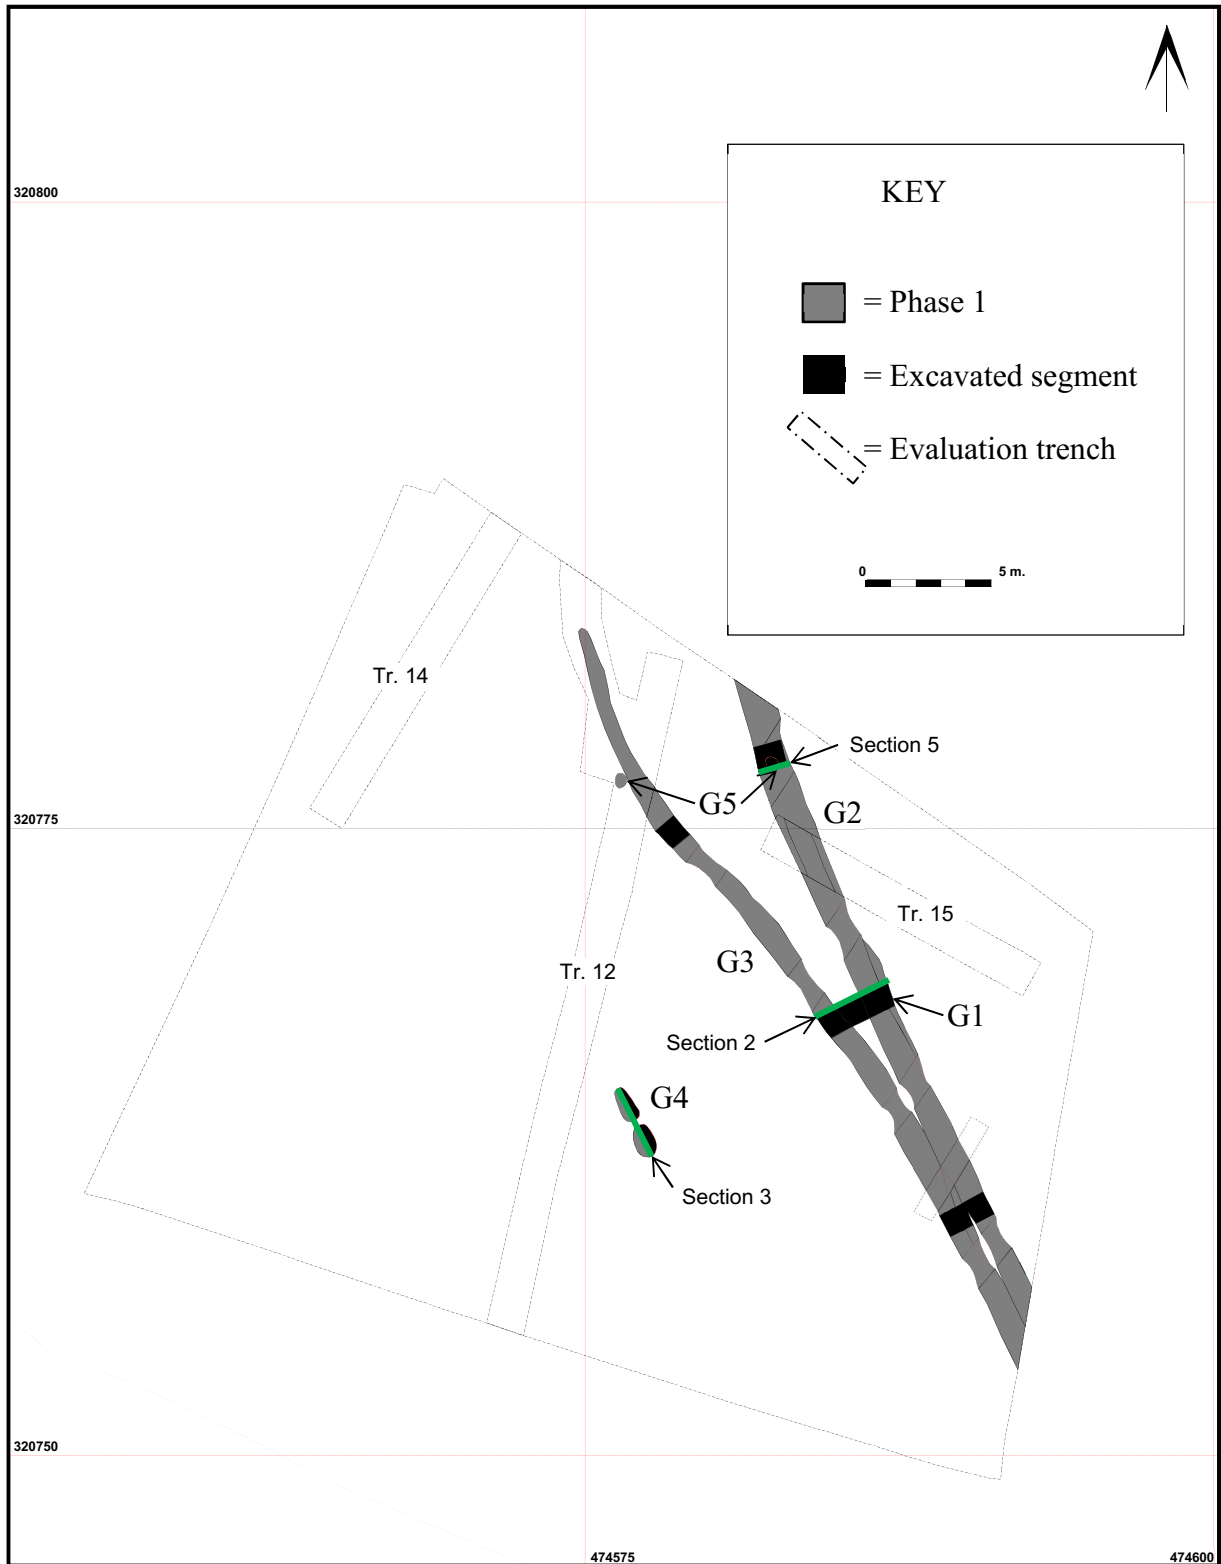 320800
KEY
= Phase 1
= Excavated segment
= Evaluation trench
0 5 m.
Tr. 14
Section 5
G5
G2
320775
Tr. 15
G3
Tr. 12
G1
Section 2
G4
Section 3
320750
474575
474600